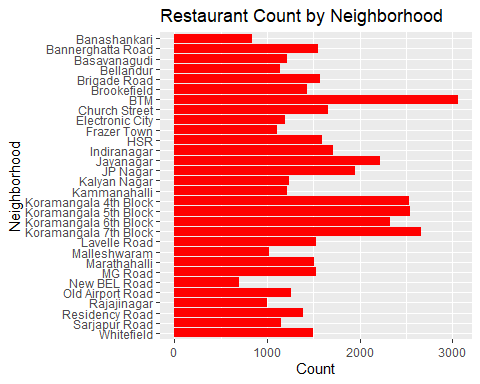 Restaurant Count by Neighborhood
Neighborhood
Banashankari
Bannerghatta Road
Basavanagudi
Bellandur
Brigade Road
Brookefield
BTM
Church Street
Electronic City
Frazer Town
HSR
Indiranagar
Jayanagar
JP Nagar
Kalyan Nagar
Kammanahalli
Koramangala 4th Block
Koramangala 5th Block
Koramangala 6th Block
Koramangala 7th Block
Lavelle Road
Malleshwaram
Marathahalli
MG Road
New BEL Road
Old Airport Road
Rajajinagar
Residency Road
Sarjapur Road
Whitefield
0 1000 2000 3000
Count